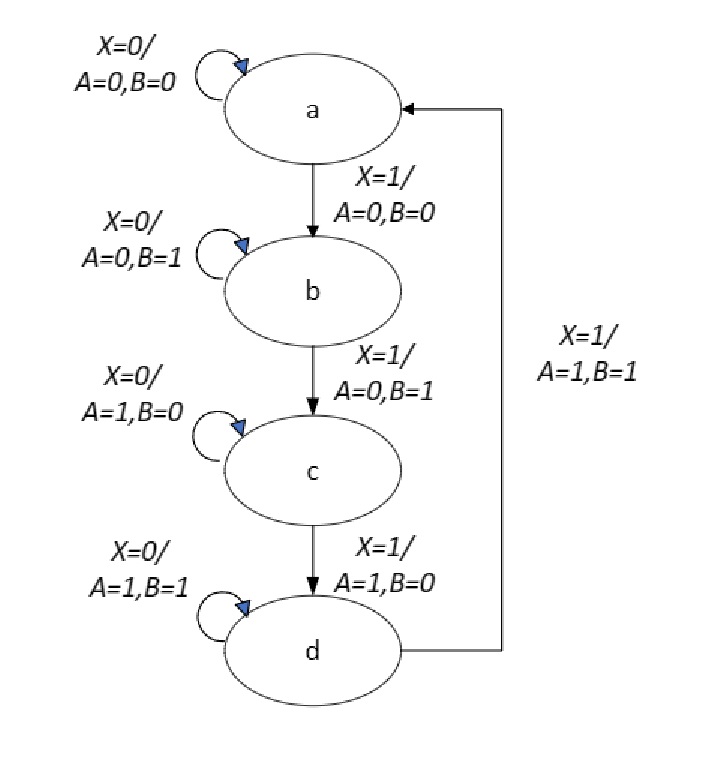 X=0/
A=0,B=0
a
X=1/
A=0,B=0
X=0/
A=0,B=1
b
X=1/
A=0,B=1
X=1/
A=1,B=1
X=0/
A=1,B=0
c
X=1/
A=1,B=0
X=0/
A=1,B=1
d